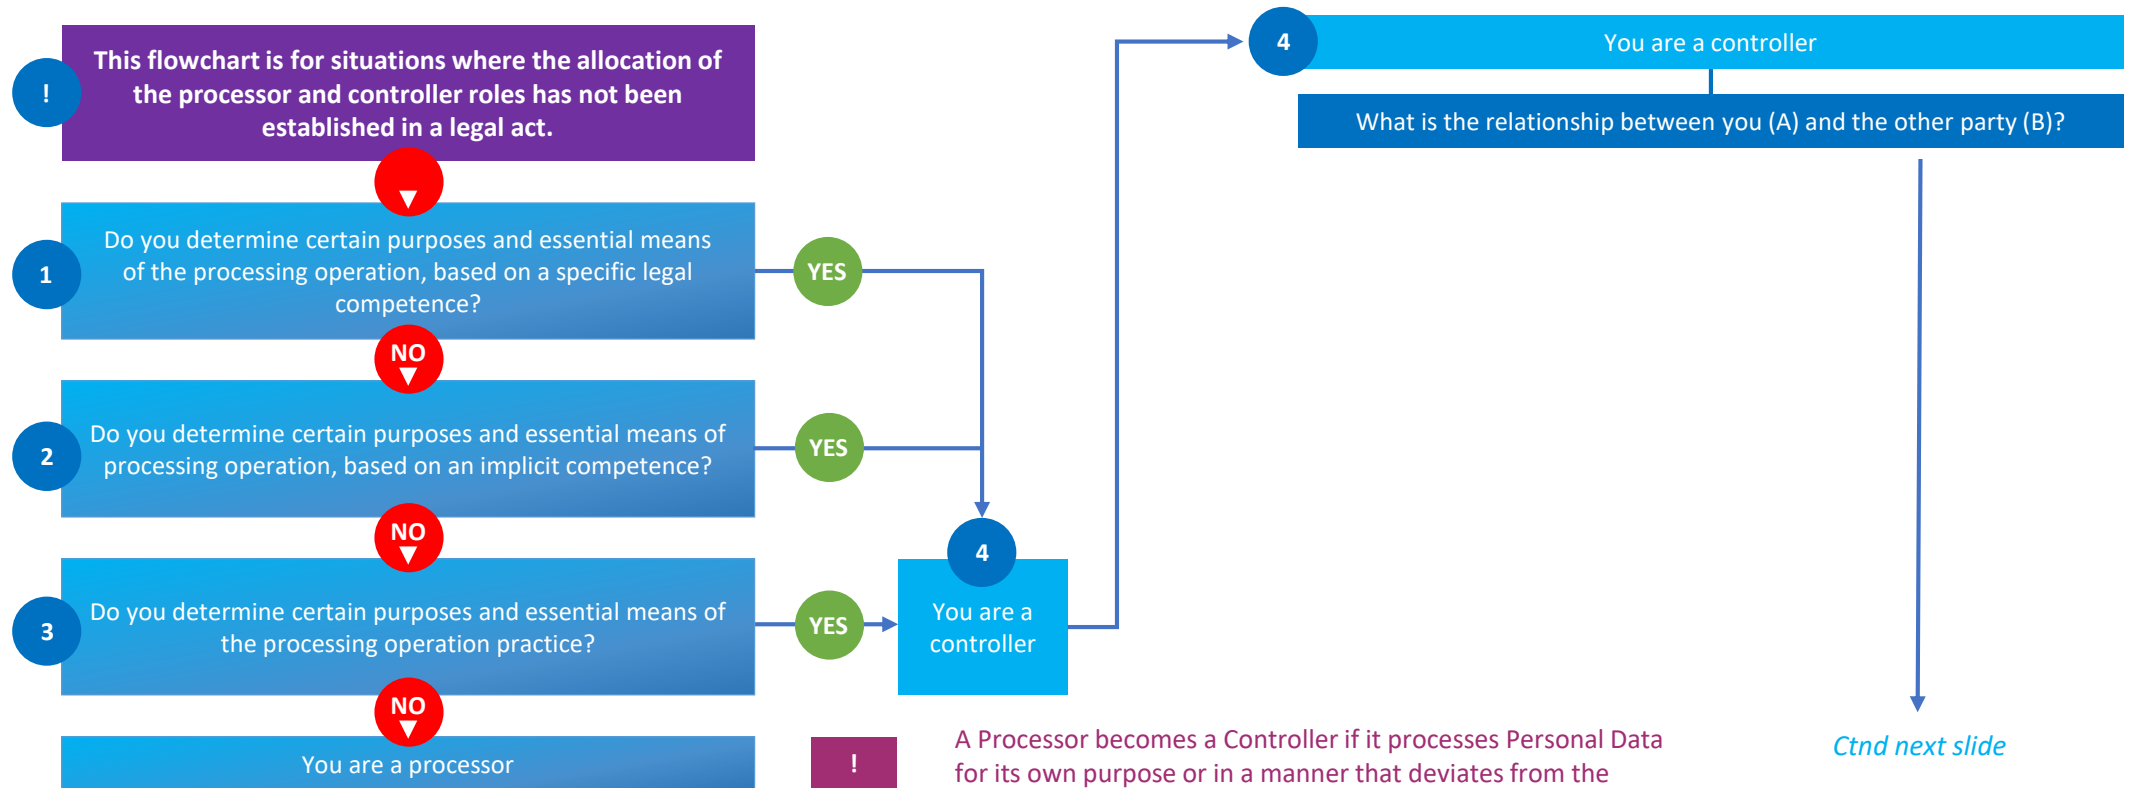 !
This flowchart is for situations where the allocation of
the processor and controller roles has not been
established in a legal act.
▼
1
Do you determine certain purposes and essential means
of the processing operation, based on a specific legal
competence?
YES
NO
▼
2
Do you determine certain purposes and essential means of
processing operation, based on an implicit competence?
YES
NO
▼
3
Do you determine certain purposes and essential means of
the processing operation practice?
YES
4
You are a
controller
NO
▼
You are a processor
4
You are a controller
What is the relationship between you (A) and the other party (B)?
Ctnd next slide
!
A Processor becomes a Controller if it processes Personal Data
for its own purpose or in a manner that deviates from the